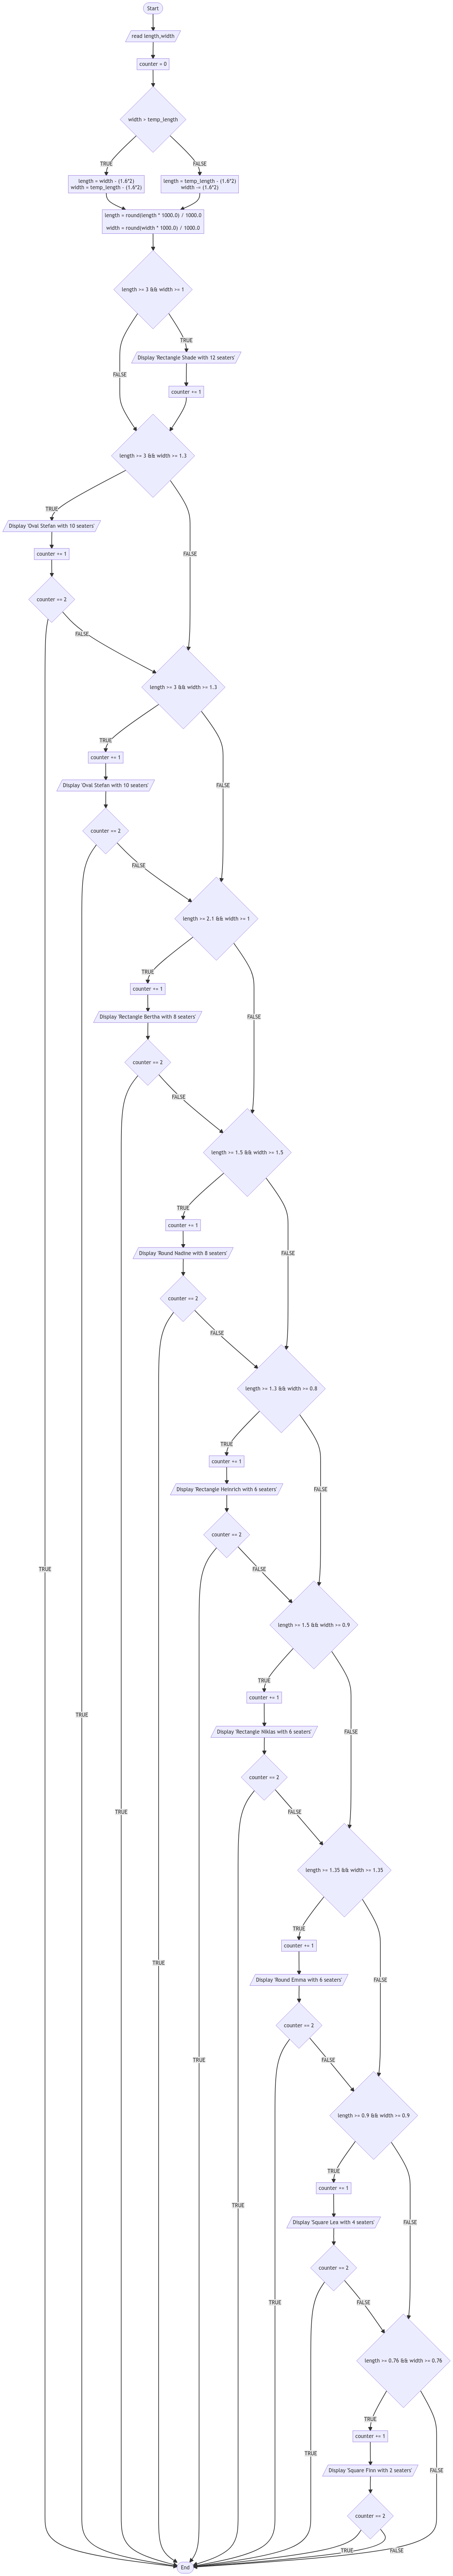 Start
read length,width
counter = 0
width > temp_length
TRUE
FALSE
length = width - (1.6*2)
width = temp_length - (1.6*2)
length = temp_length - (1.6*2)
width -= (1.6*2)
length = round(length * 1000.0) / 1000.0
width = round(width * 1000.0) / 1000.0
length >= 3 && width >= 1
TRUE
Display 'Rectangle Shade with 12 seaters'
FALSE
counter += 1
length >= 3 && width >= 1.3
TRUE
Display 'Oval Stefan with 10 seaters'
counter += 1
FALSE
counter == 2
FALSE
length >= 3 && width >= 1.3
TRUE
counter += 1
Display 'Oval Stefan with 10 seaters'
FALSE
counter == 2
FALSE
length >= 2.1 && width >= 1
TRUE
counter += 1
Display 'Rectangle Bertha with 8 seaters'
FALSE
counter == 2
FALSE
length >= 1.5 && width >= 1.5
TRUE
counter += 1
Display 'Round Nadine with 8 seaters'
FALSE
counter == 2
FALSE
length >= 1.3 && width >= 0.8
TRUE
counter += 1
Display 'Rectangle Heinrich with 6 seaters'
FALSE
counter == 2
FALSE
TRUE
length >= 1.5 && width >= 0.9
TRUE
counter += 1
Display 'Rectangle Niklas with 6 seaters'
FALSE
TRUE
counter == 2
FALSE
TRUE
length >= 1.35 && width >= 1.35
TRUE
counter += 1
TRUE
Display 'Round Emma with 6 seaters'
FALSE
counter == 2
FALSE
TRUE
length >= 0.9 && width >= 0.9
TRUE
TRUE
counter += 1
Display 'Square Lea with 4 seaters'
FALSE
counter == 2
TRUE
FALSE
length >= 0.76 && width >= 0.76
TRUE
counter += 1
TRUE
Display 'Square Finn with 2 seaters'
FALSE
counter == 2
TRUE
FALSE
End